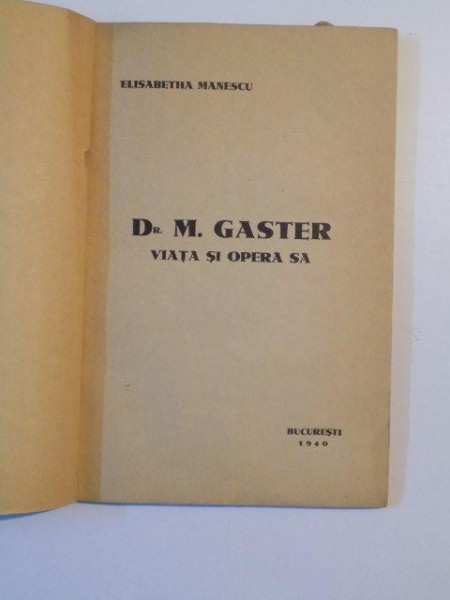 ELISABETHA MANESCU
DR. M. GASTER
VIAȚA ȘI OPERA SA
BUCUREȘTI
1940